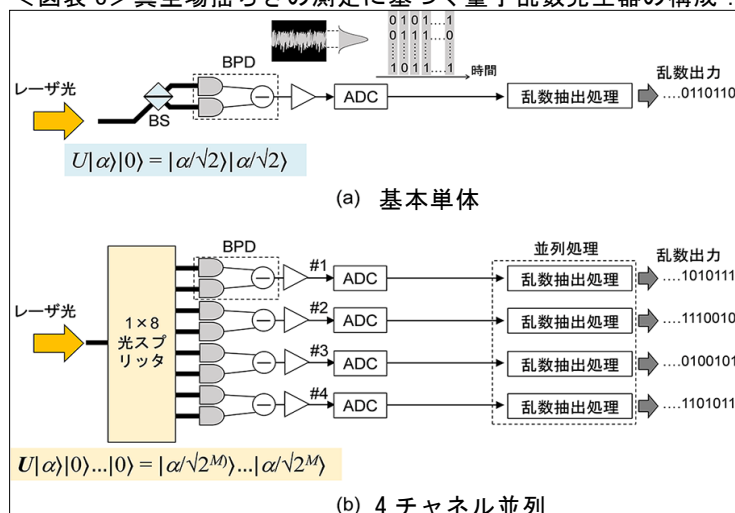 <図表 3>真空場揺らぎの測定に基づく量子乱数発生器の構成.
0 1 0 1 ....1
0 1 1 1....0
1 0 1 1....1
時間
BPD
レーザ光
BS
ADC
乱数抽出処理
乱数出力
....0110110
U|α⟩|0⟩ = |α/√2⟩|α/√2⟩
(a) 基本単体
BPD
並列処理
乱数出力
レーザ光
1×8
光スプ
リッタ
#1
ADC
乱数抽出処理
....1010111
#2
ADC
乱数抽出処理
....1110010
#3
ADC
乱数抽出処理
....0100101
#4
ADC
乱数抽出処理
....1101011
U|α⟩|0⟩...|0⟩ = |α/√2ᴹ)⟩...|α/√2ᴹ⟩
(b) 4 チャネル並列